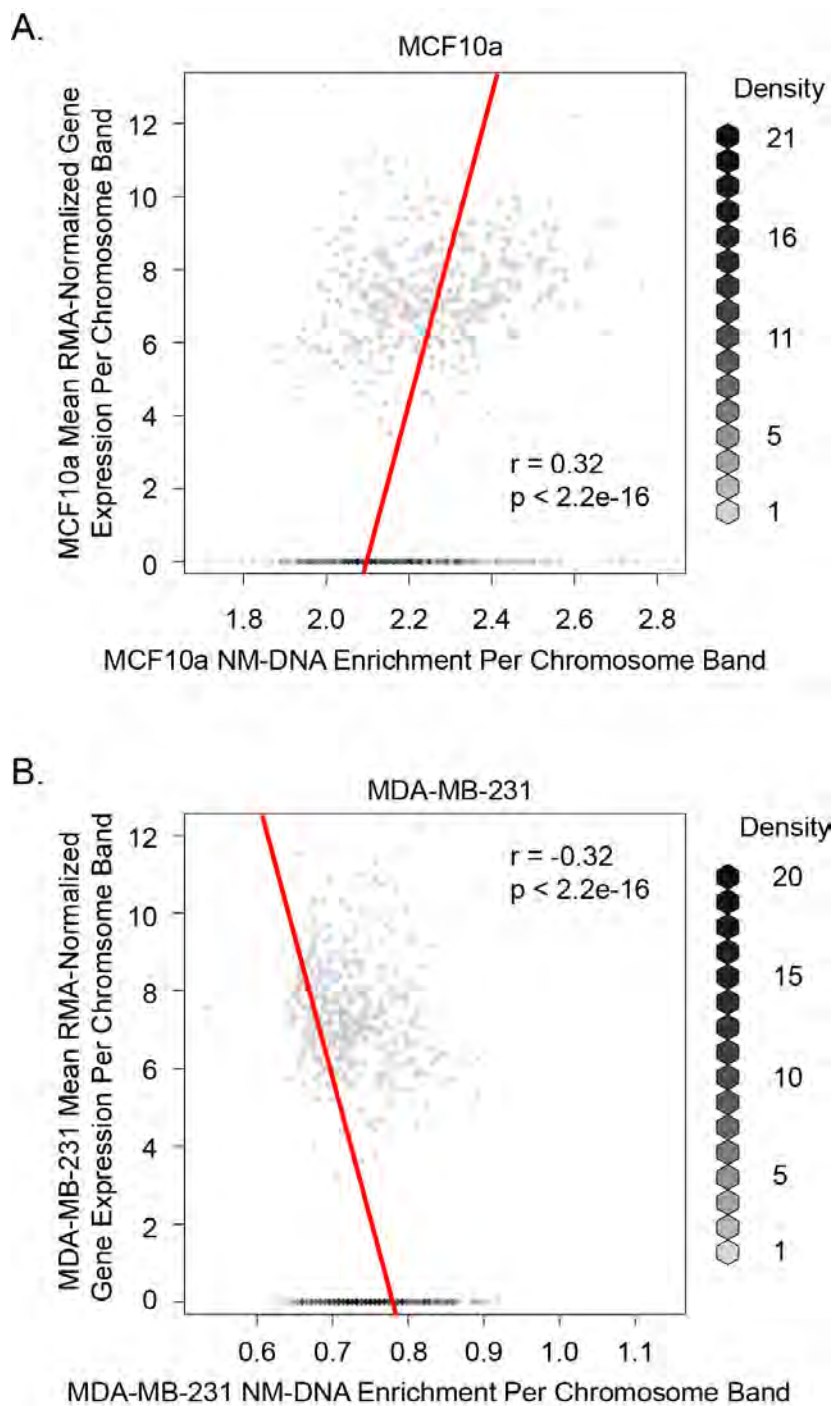 A.
MCF10a
MCF10a Mean RMA-Normalized Gene
Expression Per Chromosome Band
12
10
8
6
4
2
0
r = 0.32
p < 2.2e-16
1.8
2.0
2.2
2.4
2.6
2.8
MCF10a NM-DNA Enrichment Per Chromosome Band
Density
21
16
11
5
1
B.
MDA-MB-231
MDA-MB-231 Mean RMA-Normalized
Gene Expression Per Chromsome Band
12
10
8
6
4
2
0
r = -0.32
p < 2.2e-16
0.6
0.7
0.8
0.9
1.0
1.1
MDA-MB-231 NM-DNA Enrichment Per Chromosome Band
Density
20
15
10
5
1